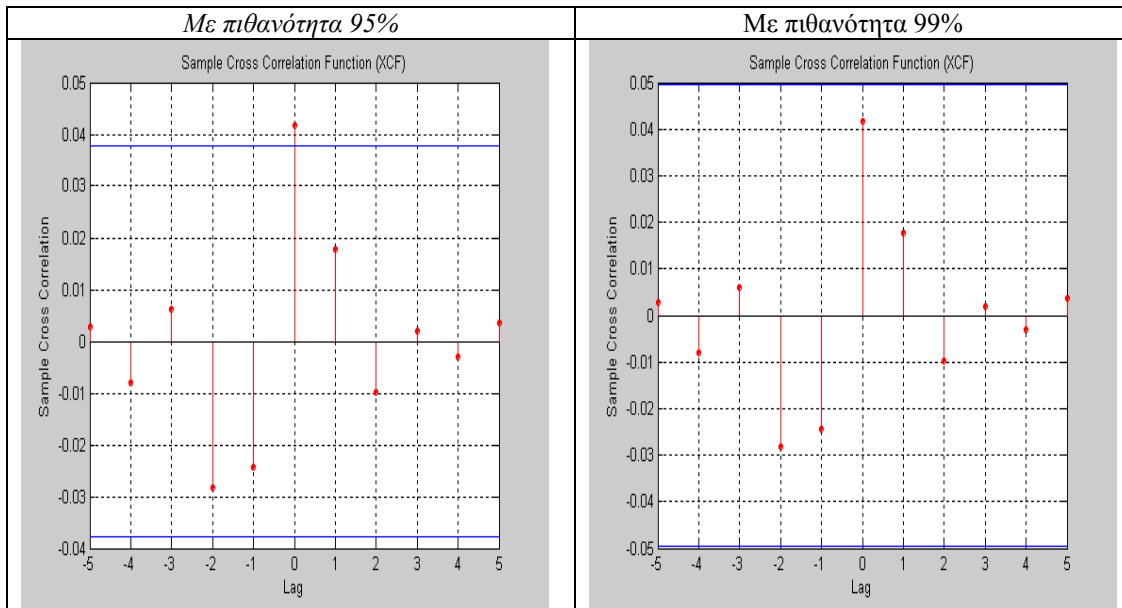 Με πιθανότητα 95%
Με πιθανότητα 99%
Sample Cross Correlation Function (XCF)
0.05
0.04
0.03
0.02
0.01
0
-0.01
-0.02
-0.03
-0.04
Sample Cross Correlation
-5 -4 -3 -2 -1 0 1 2 3 4 5
Lag
Sample Cross Correlation Function (XCF)
0.05
0.04
0.03
0.02
0.01
0
-0.01
-0.02
-0.03
-0.04
-0.05
Sample Cross Correlation
-5 -4 -3 -2 -1 0 1 2 3 4 5
Lag